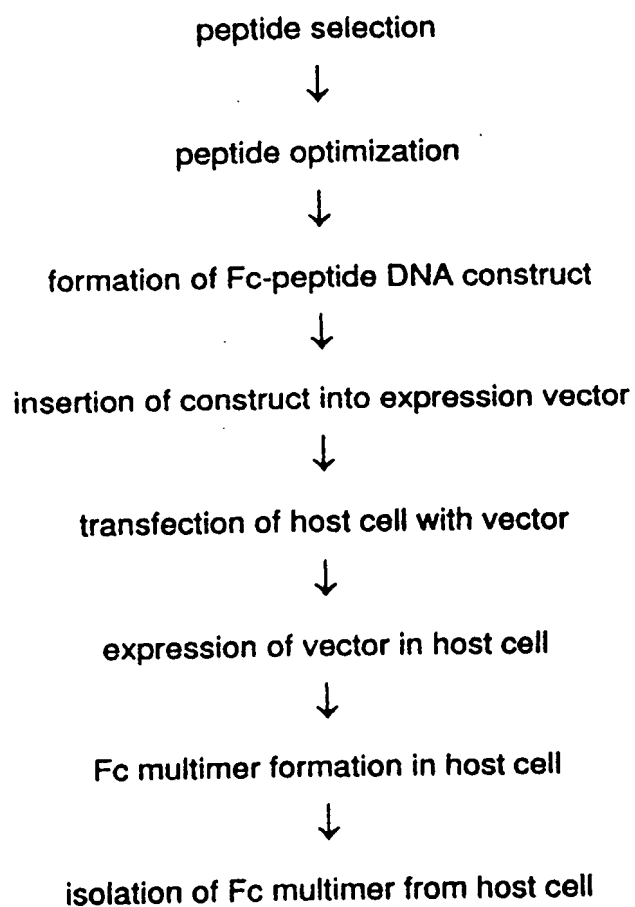 peptide selection
↓
peptide optimization
↓
formation of Fc-peptide DNA construct
↓
insertion of construct into expression vector
↓
transfection of host cell with vector
↓
expression of vector in host cell
↓
Fc multimer formation in host cell
↓
isolation of Fc multimer from host cell